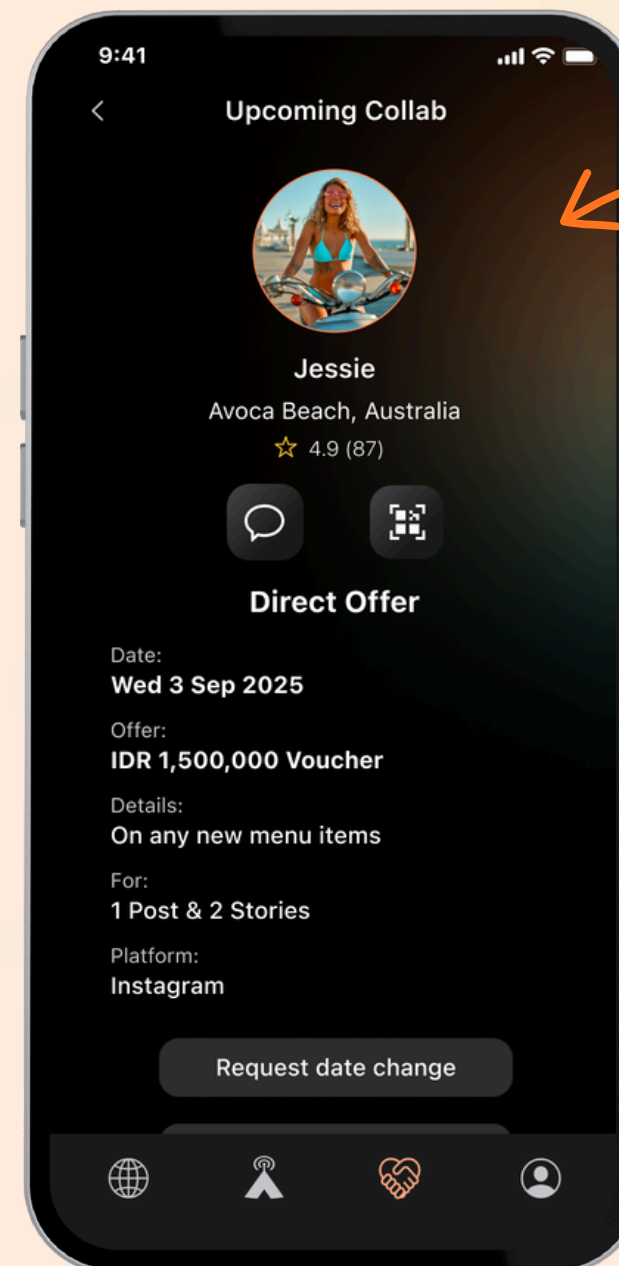 9:41
Upcoming Collab
Jessie
Avoca Beach, Australia
4.9 (87)
Direct Offer
Date:
Wed 3 Sep 2025
Offer:
IDR 1,500,000 Voucher
Details:
On any new menu items
For:
1 Post & 2 Stories
Platform:
Instagram
Request date change